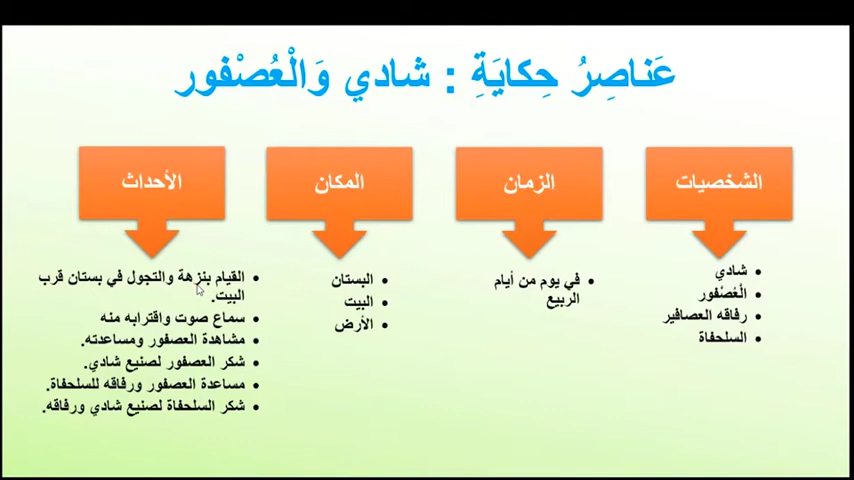 عَناصِرُ حِكايَةِ : شادي وَالْعُصْفور
الشخصيات
شادي
الْعُصْفور
رفاقه العصافير
السلحفاة
الزمان
في يوم من أيام
الربيع
المكان
البستان
البيت
الأرض
الأحداث
القيام بنزهة والتجول في بستان قرب
البيت.
سماع صوت واقترابه منه
مشاهدة العصفور ومساعدته.
شكر العصفور لصنيع شادي.
مساعدة العصفور ورفاقه للسلحفاة.
شكر السلحفاة لصنيع شادي ورفاقه.